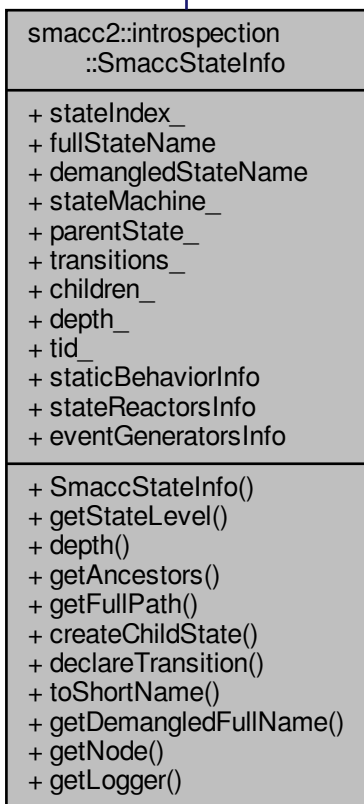 smacc2::introspection
::SmaccStateInfo
+ stateIndex_
+ fullStateName
+ demangledStateName
+ stateMachine_
+ parentState_
+ transitions_
+ children_
+ depth_
+ tid_
+ staticBehaviorInfo
+ stateReactorsInfo
+ eventGeneratorsInfo
+ SmaccStateInfo()
+ getStateLevel()
+ depth()
+ getAncestors()
+ getFullPath()
+ createChildState()
+ declareTransition()
+ toShortName()
+ getDemangledFullName()
+ getNode()
+ getLogger()